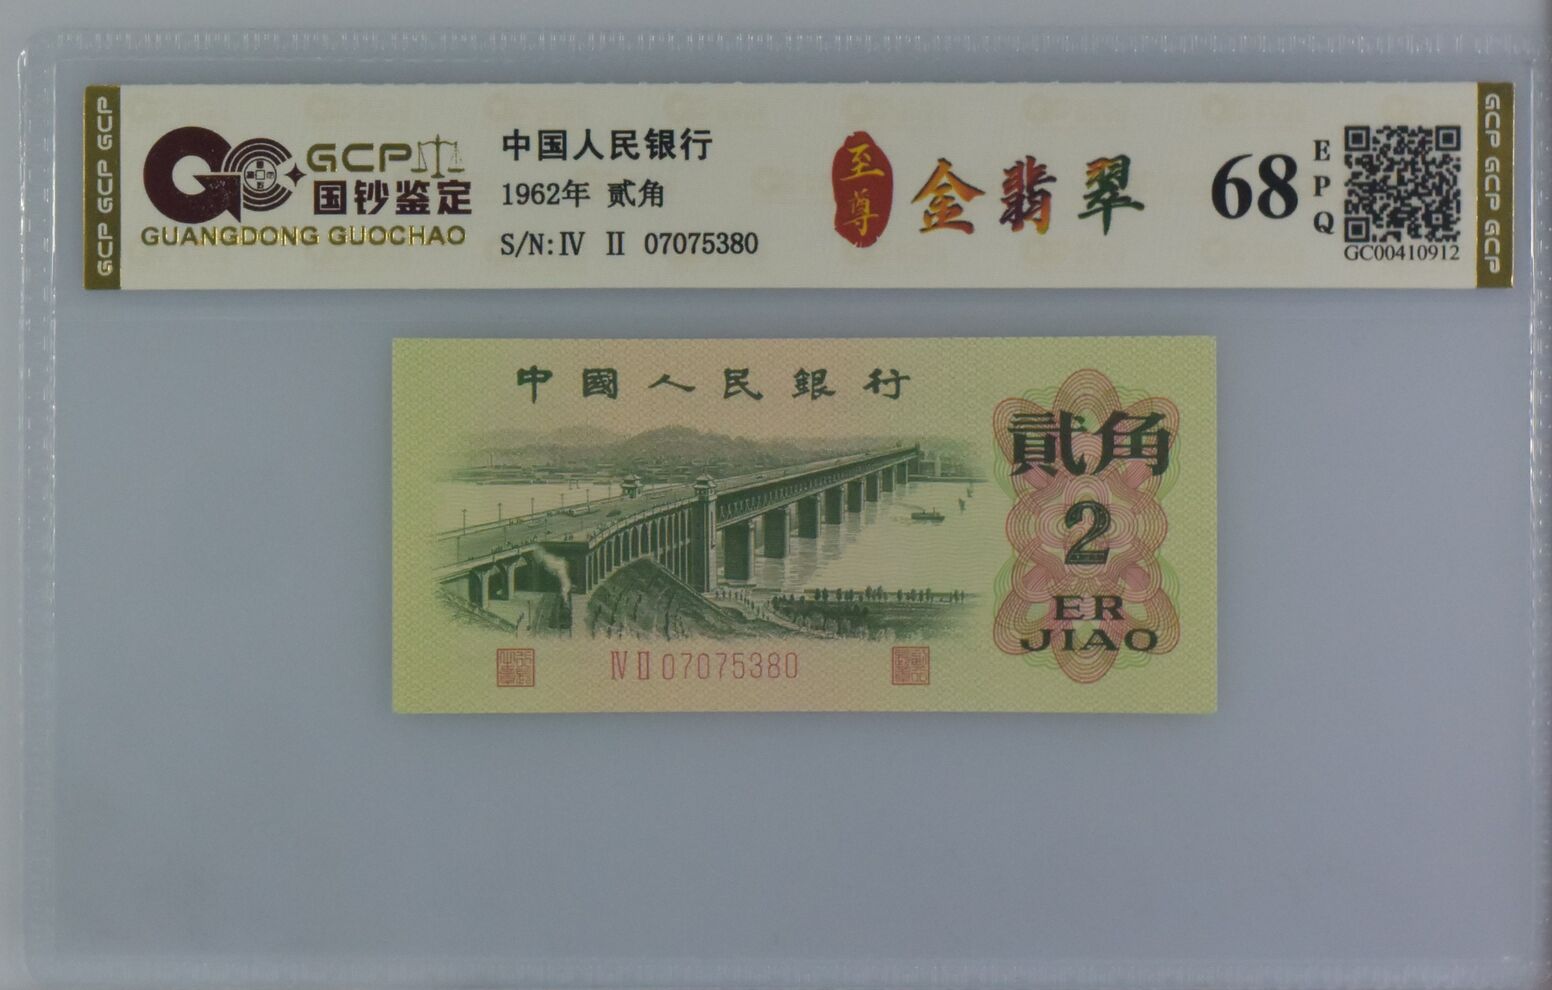 GCP GCP GCP
GCP
国钞鉴定
GUANGDONG GUOCHAO
中国人民银行
1962年 贰角
S/N:Ⅳ Ⅱ 07075380
至尊
金翡翠
68
EPQ
GC00410912
GCP GCP GCP
中國人民銀行
貳角
2
ER
JIAO
Ⅳ Ⅱ 07075380